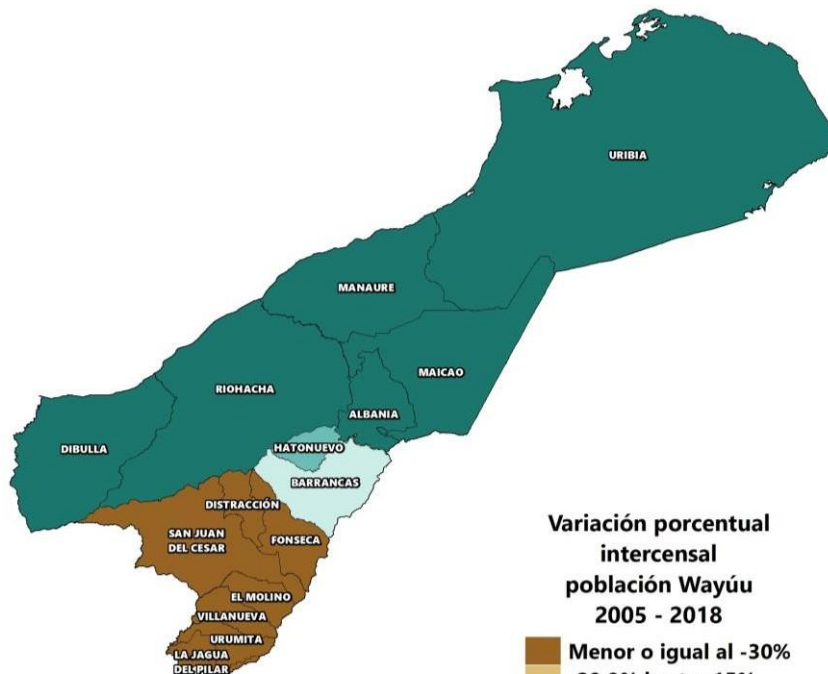 URIBIA
MANAURE
MAICAO
RIOHACHA
ALBANIA
DIBULLA
HATONUEVO
BARRANCAS
DISTRACCIÓN
SAN JUAN
DEL CESAR
FONSECA
EL MOLINO
VILLANUEVA
URUMITA
LA JAGUA
DEL PILAR
Variación porcentual
intercensal
población Wayúu
2005 - 2018
Menor o igual al -30%